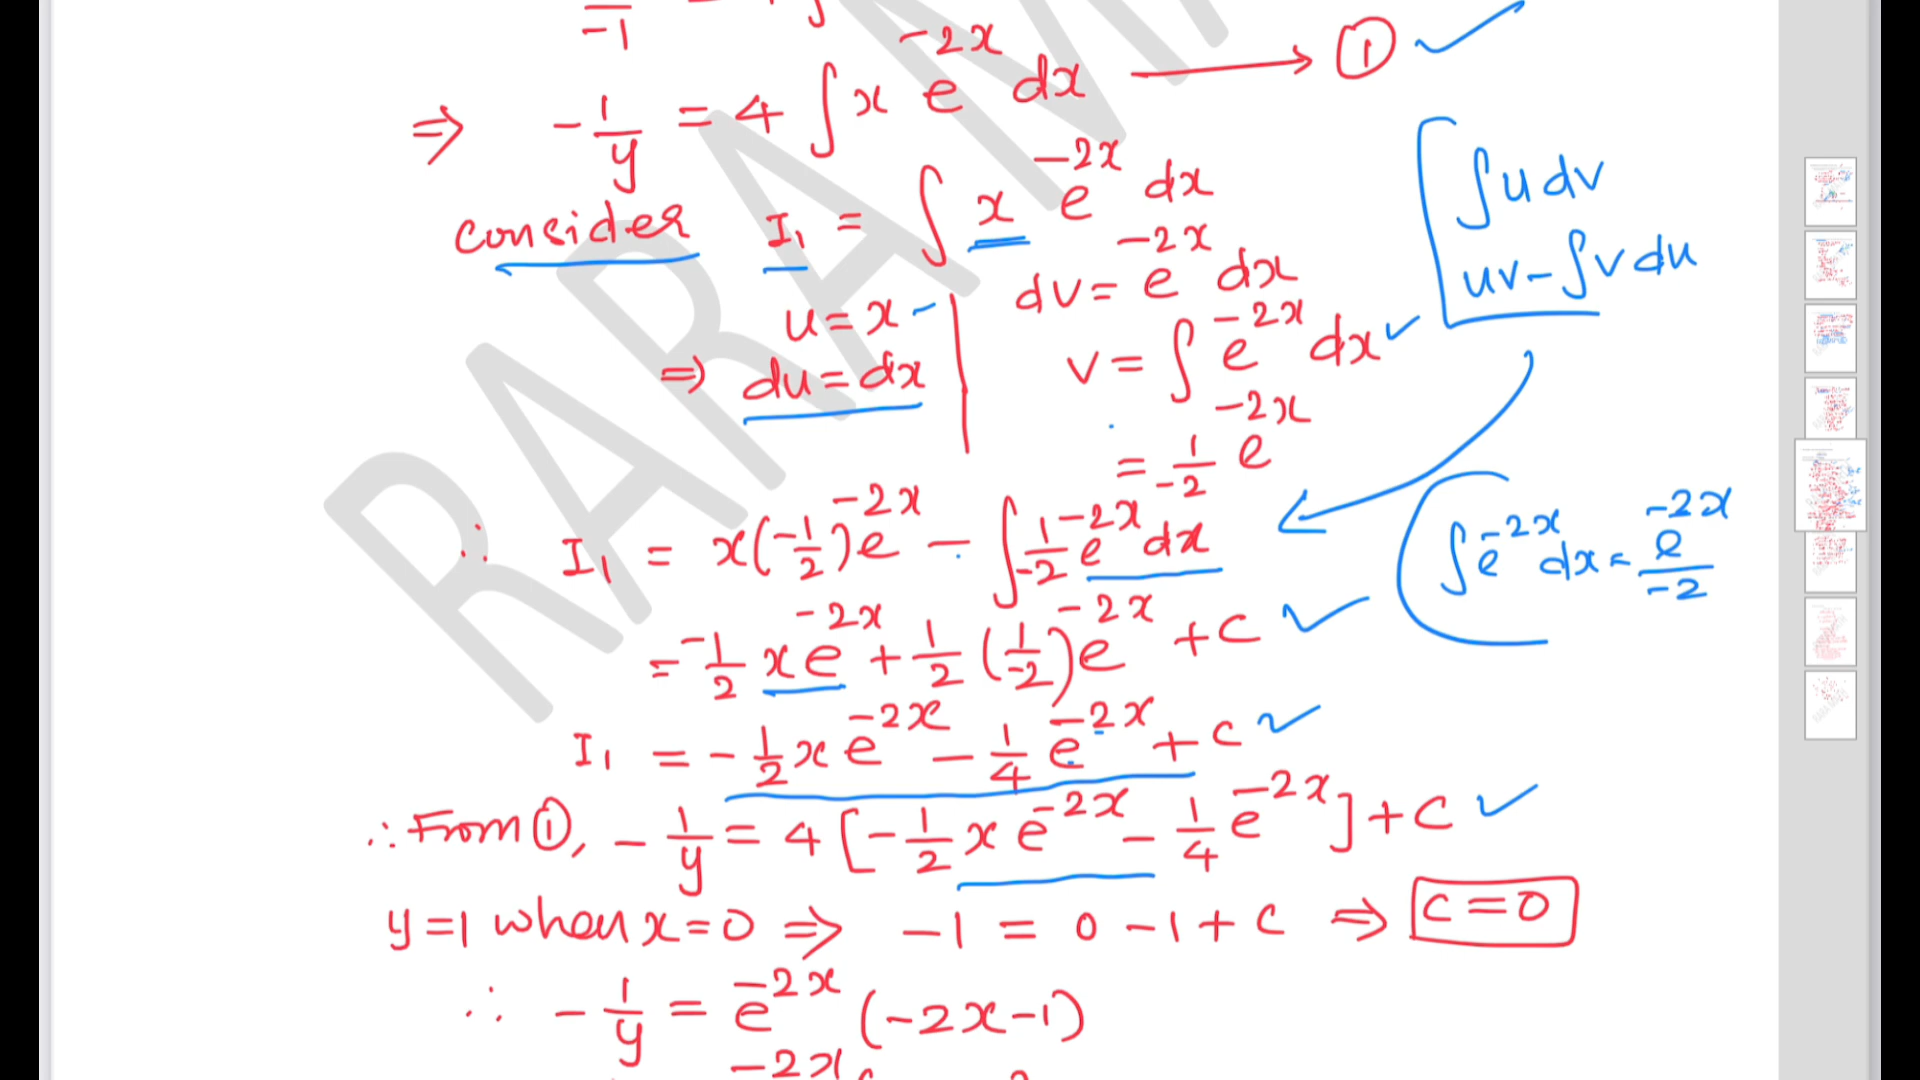 -1
⇒ -1/y = 4 ∫ x e^{-2x} dx → ①
consider I₁ = ∫ x e^{-2x} dx
∫ u dv
uv - ∫ v du
u = x
dv = e^{-2x} dx
⇒ du = dx
v = ∫ e^{-2x} dx
= 1/-2 e^{-2x}
∴ I₁ = x(-1/2) e^{-2x} - ∫ 1/-2 e^{-2x} dx
∫ e^{-2x} dx = e^{-2x}/-2
= -1/2 x e^{-2x} + 1/2 (1/-2) e^{-2x} + c
I₁ = -1/2 x e^{-2x} - 1/4 e^{-2x} + c
∴ From ①, -1/y = 4 [-1/2 x e^{-2x} - 1/4 e^{-2x}] + c
y = 1 when x = 0 ⇒ -1 = 0 - 1 + c ⇒ c = 0
∴ -1/y = e^{-2x} (-2x-1)
-2x